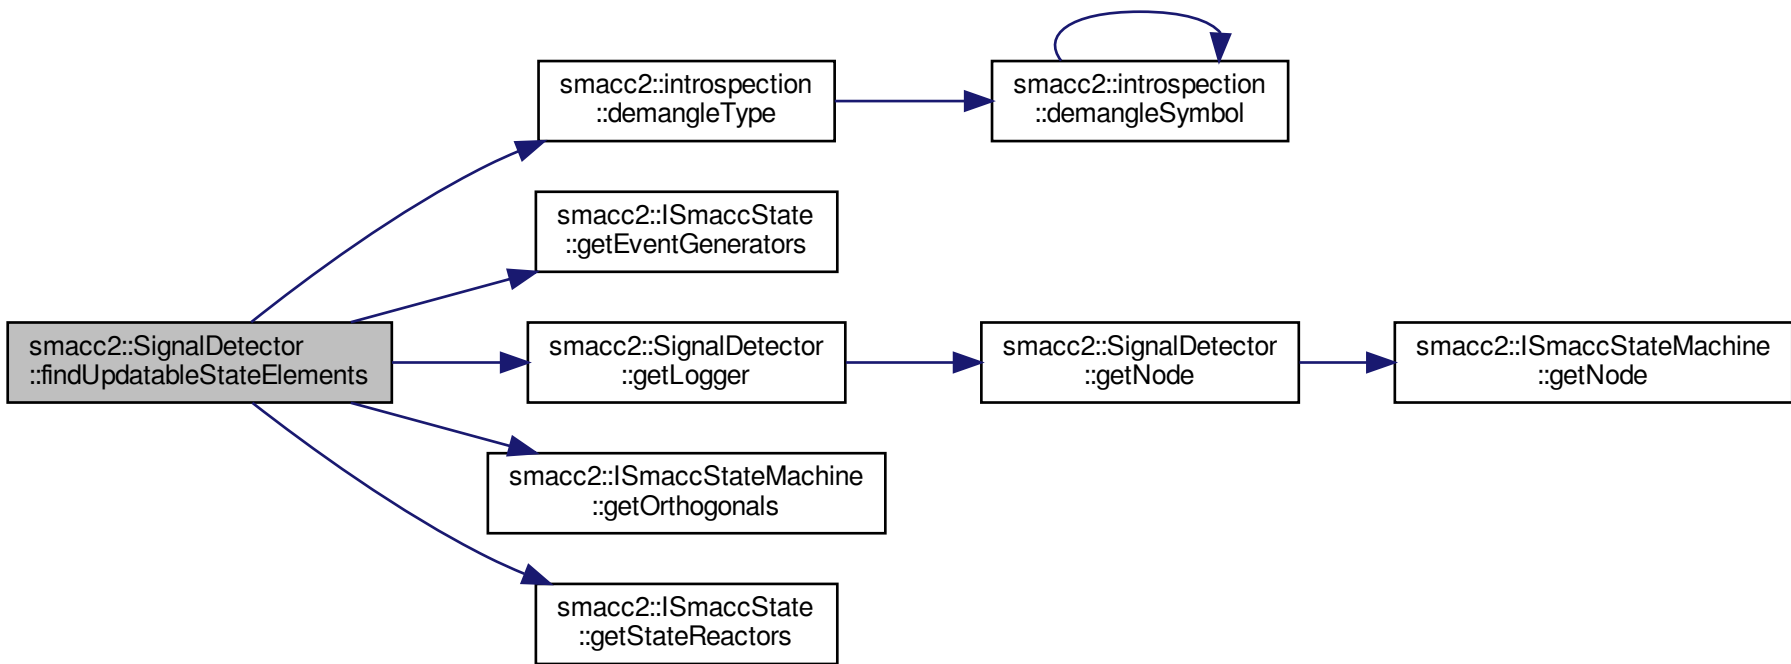 smacc2::introspection
::demangleType
smacc2::introspection
::demangleSymbol
smacc2::ISmaccState
::getEventGenerators
smacc2::SignalDetector
::findUpdatableStateElements
smacc2::SignalDetector
::getLogger
smacc2::SignalDetector
::getNode
smacc2::ISmaccStateMachine
::getNode
smacc2::ISmaccStateMachine
::getOrthogonals
smacc2::ISmaccState
::getStateReactors